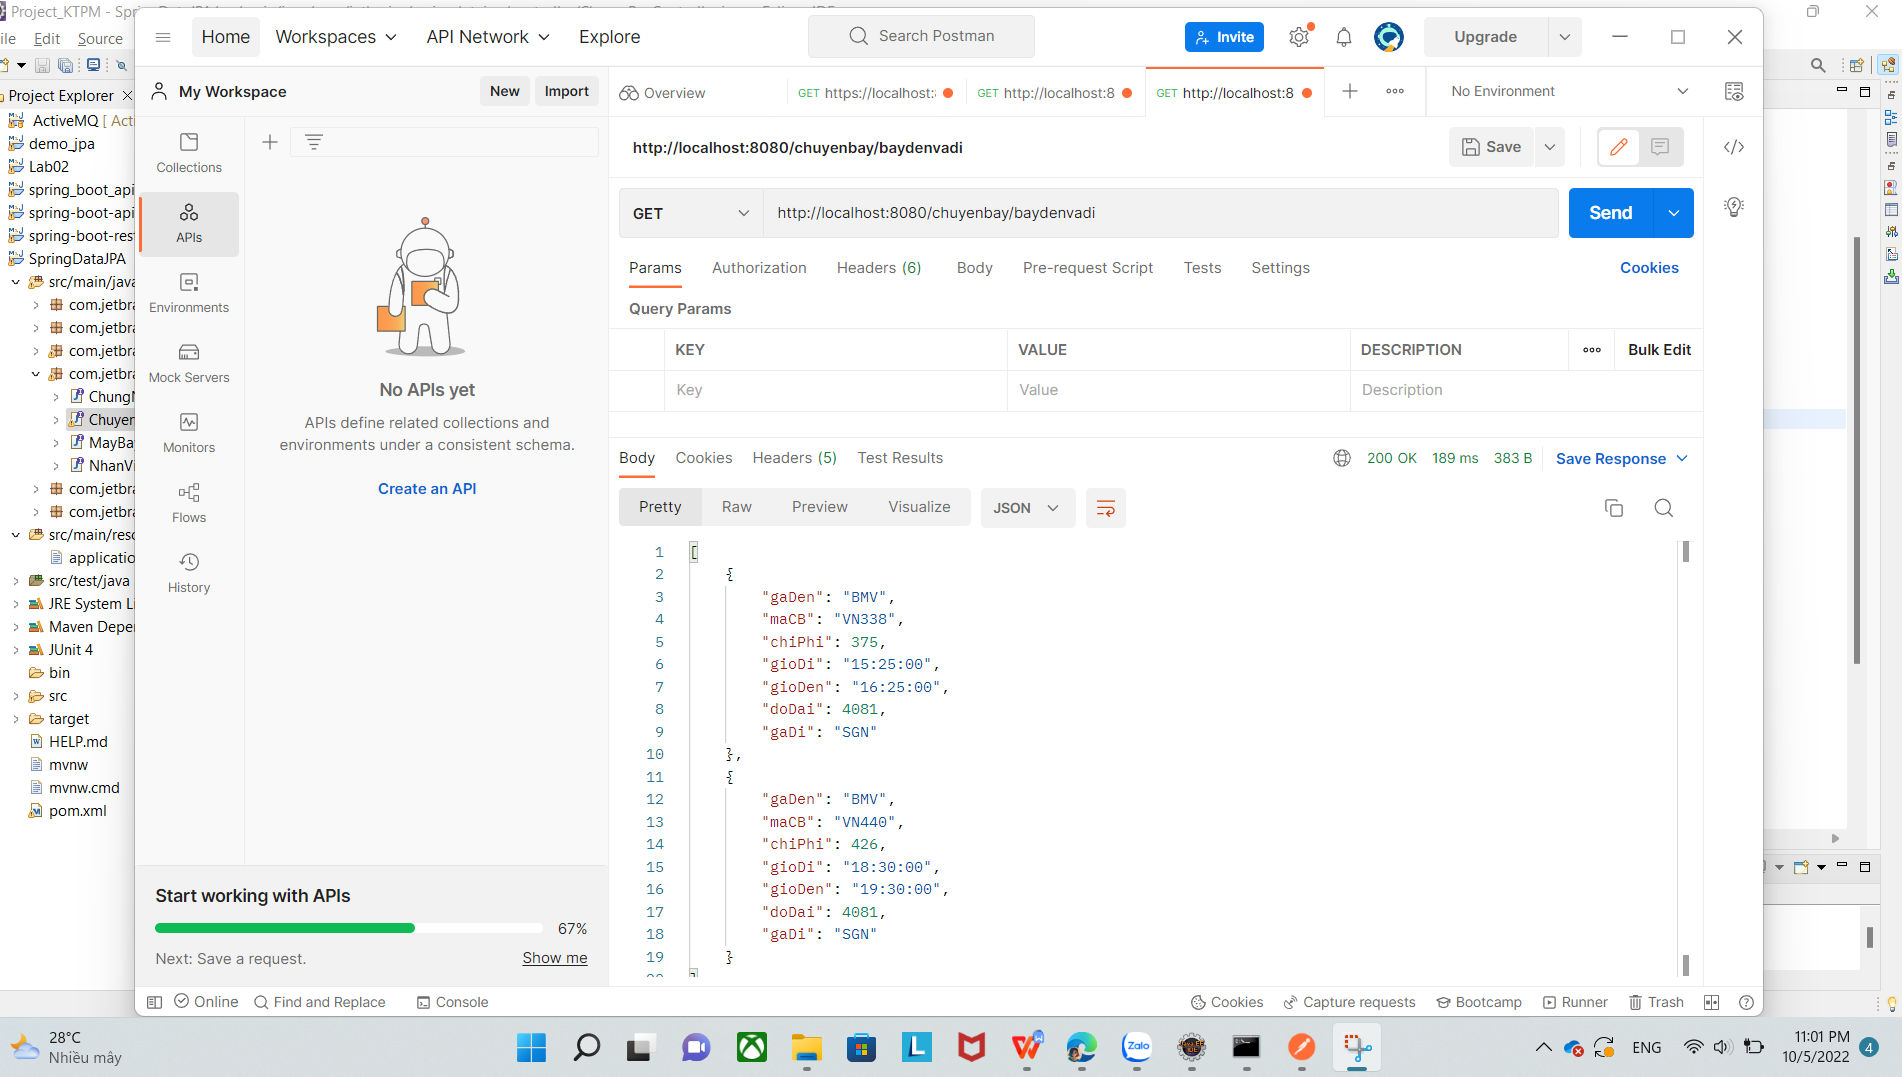 Project_KTPM - Spri
File Edit Source
Project Explorer
ActiveMQ [ Acti
demo_jpa
Lab02
spring_boot_api
spring-boot-api
spring-boot-rest
SpringDataJPA
src/main/java
com.jetbra
com.jetbra
com.jetbra
com.jetbra
ChungN
Chuyen
MayBa
NhanVi
com.jetbra
com.jetbra
src/main/reso
applicatio
src/test/java
JRE System Li
Maven Depe
JUnit 4
bin
src
target
HELP.md
mvnw
mvnw.cmd
pom.xml
Home Workspaces API Network Explore Search Postman Invite Upgrade
My Workspace New Import
Overview GET https://localhost: GET http://localhost:8 GET http://localhost:8 No Environment
Collections
APIs
Environments
Mock Servers
Monitors
Flows
History
No APIs yet
APIs define related collections and
environments under a consistent schema.
Create an API
Start working with APIs
67%
Next: Save a request. Show me
http://localhost:8080/chuyenbay/baydenvadi Save
GET http://localhost:8080/chuyenbay/baydenvadi Send
Params Authorization Headers (6) Body Pre-request Script Tests Settings Cookies
Query Params
KEY VALUE DESCRIPTION Bulk Edit
Key Value Description
Body Cookies Headers (5) Test Results 200 OK 189 ms 383 B Save Response
Pretty Raw Preview Visualize JSON
1 [
2 {
3 "gaDen": "BMV",
4 "maCB": "VN338",
5 "chiPhi": 375,
6 "gioDi": "15:25:00",
7 "gioDen": "16:25:00",
8 "doDai": 4081,
9 "gaDi": "SGN"
10 },
11 {
12 "gaDen": "BMV",
13 "maCB": "VN440",
14 "chiPhi": 426,
15 "gioDi": "18:30:00",
16 "gioDen": "19:30:00",
17 "doDai": 4081,
18 "gaDi": "SGN"
19 }
20 ]
Online Find and Replace Console Cookies Capture requests Bootcamp Runner Trash
28°C
Nhiều mây
Zalo
ENG
11:01 PM
10/5/2022
4